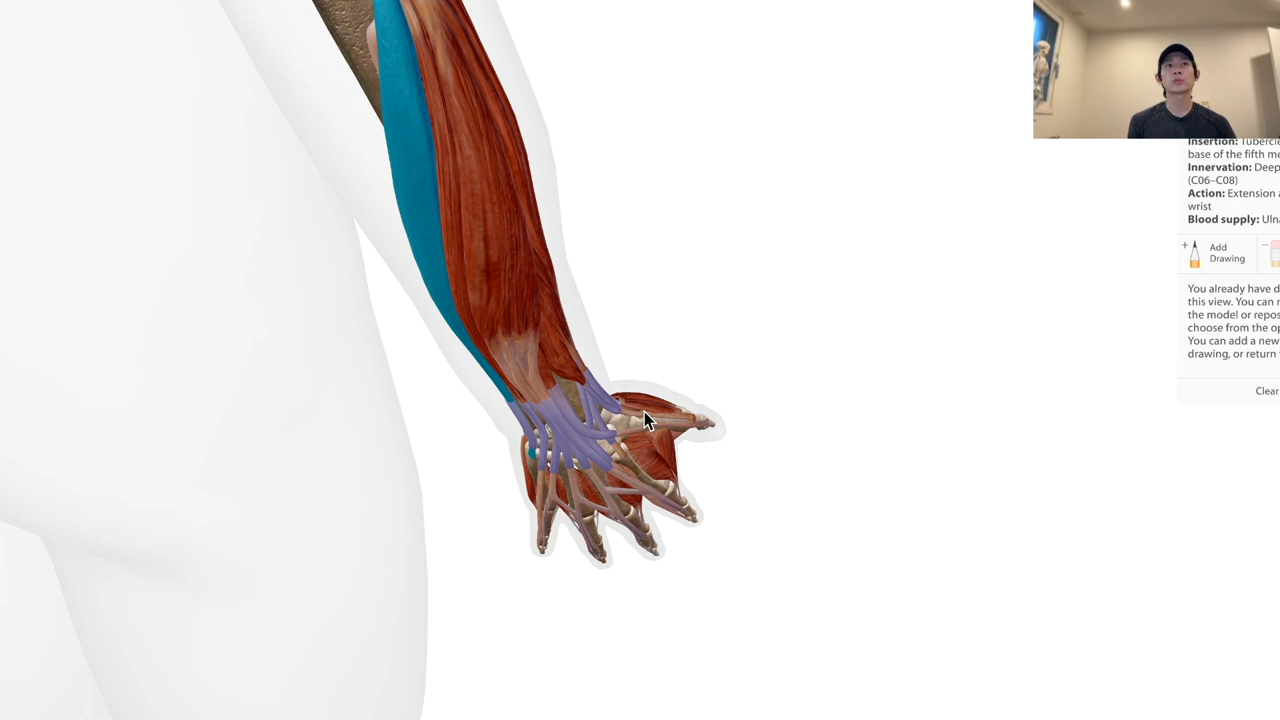 Insertion: Tubercle
base of the fifth me
Innervation: Deep
(C06–C08)
Action: Extension a
wrist
Blood supply: Ulna
Add
Drawing
You already have d
this view. You can r
the model or repos
choose from the op
You can add a new
drawing, or return
Clear